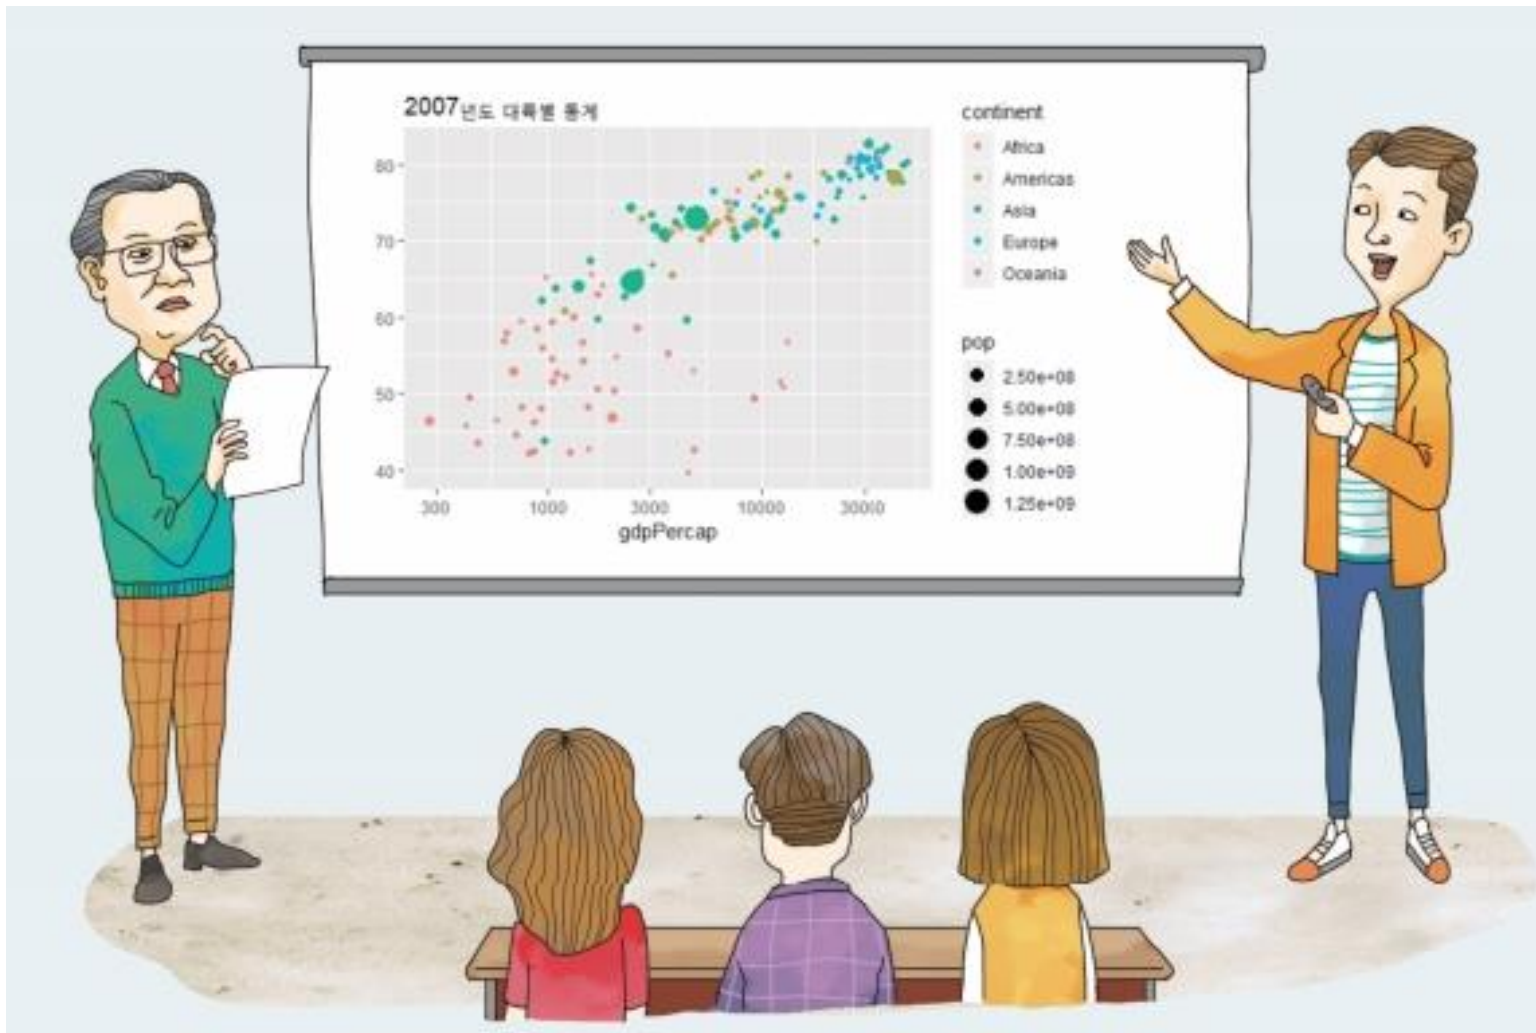 2007년도 대륙별 통계
80
70
60
50
40
300 1000 3000 10000 30000
gdpPercap
continent
Africa
Americas
Asia
Europe
Oceania
pop
2.50e+08
5.00e+08
7.50e+08
1.00e+09
1.25e+09